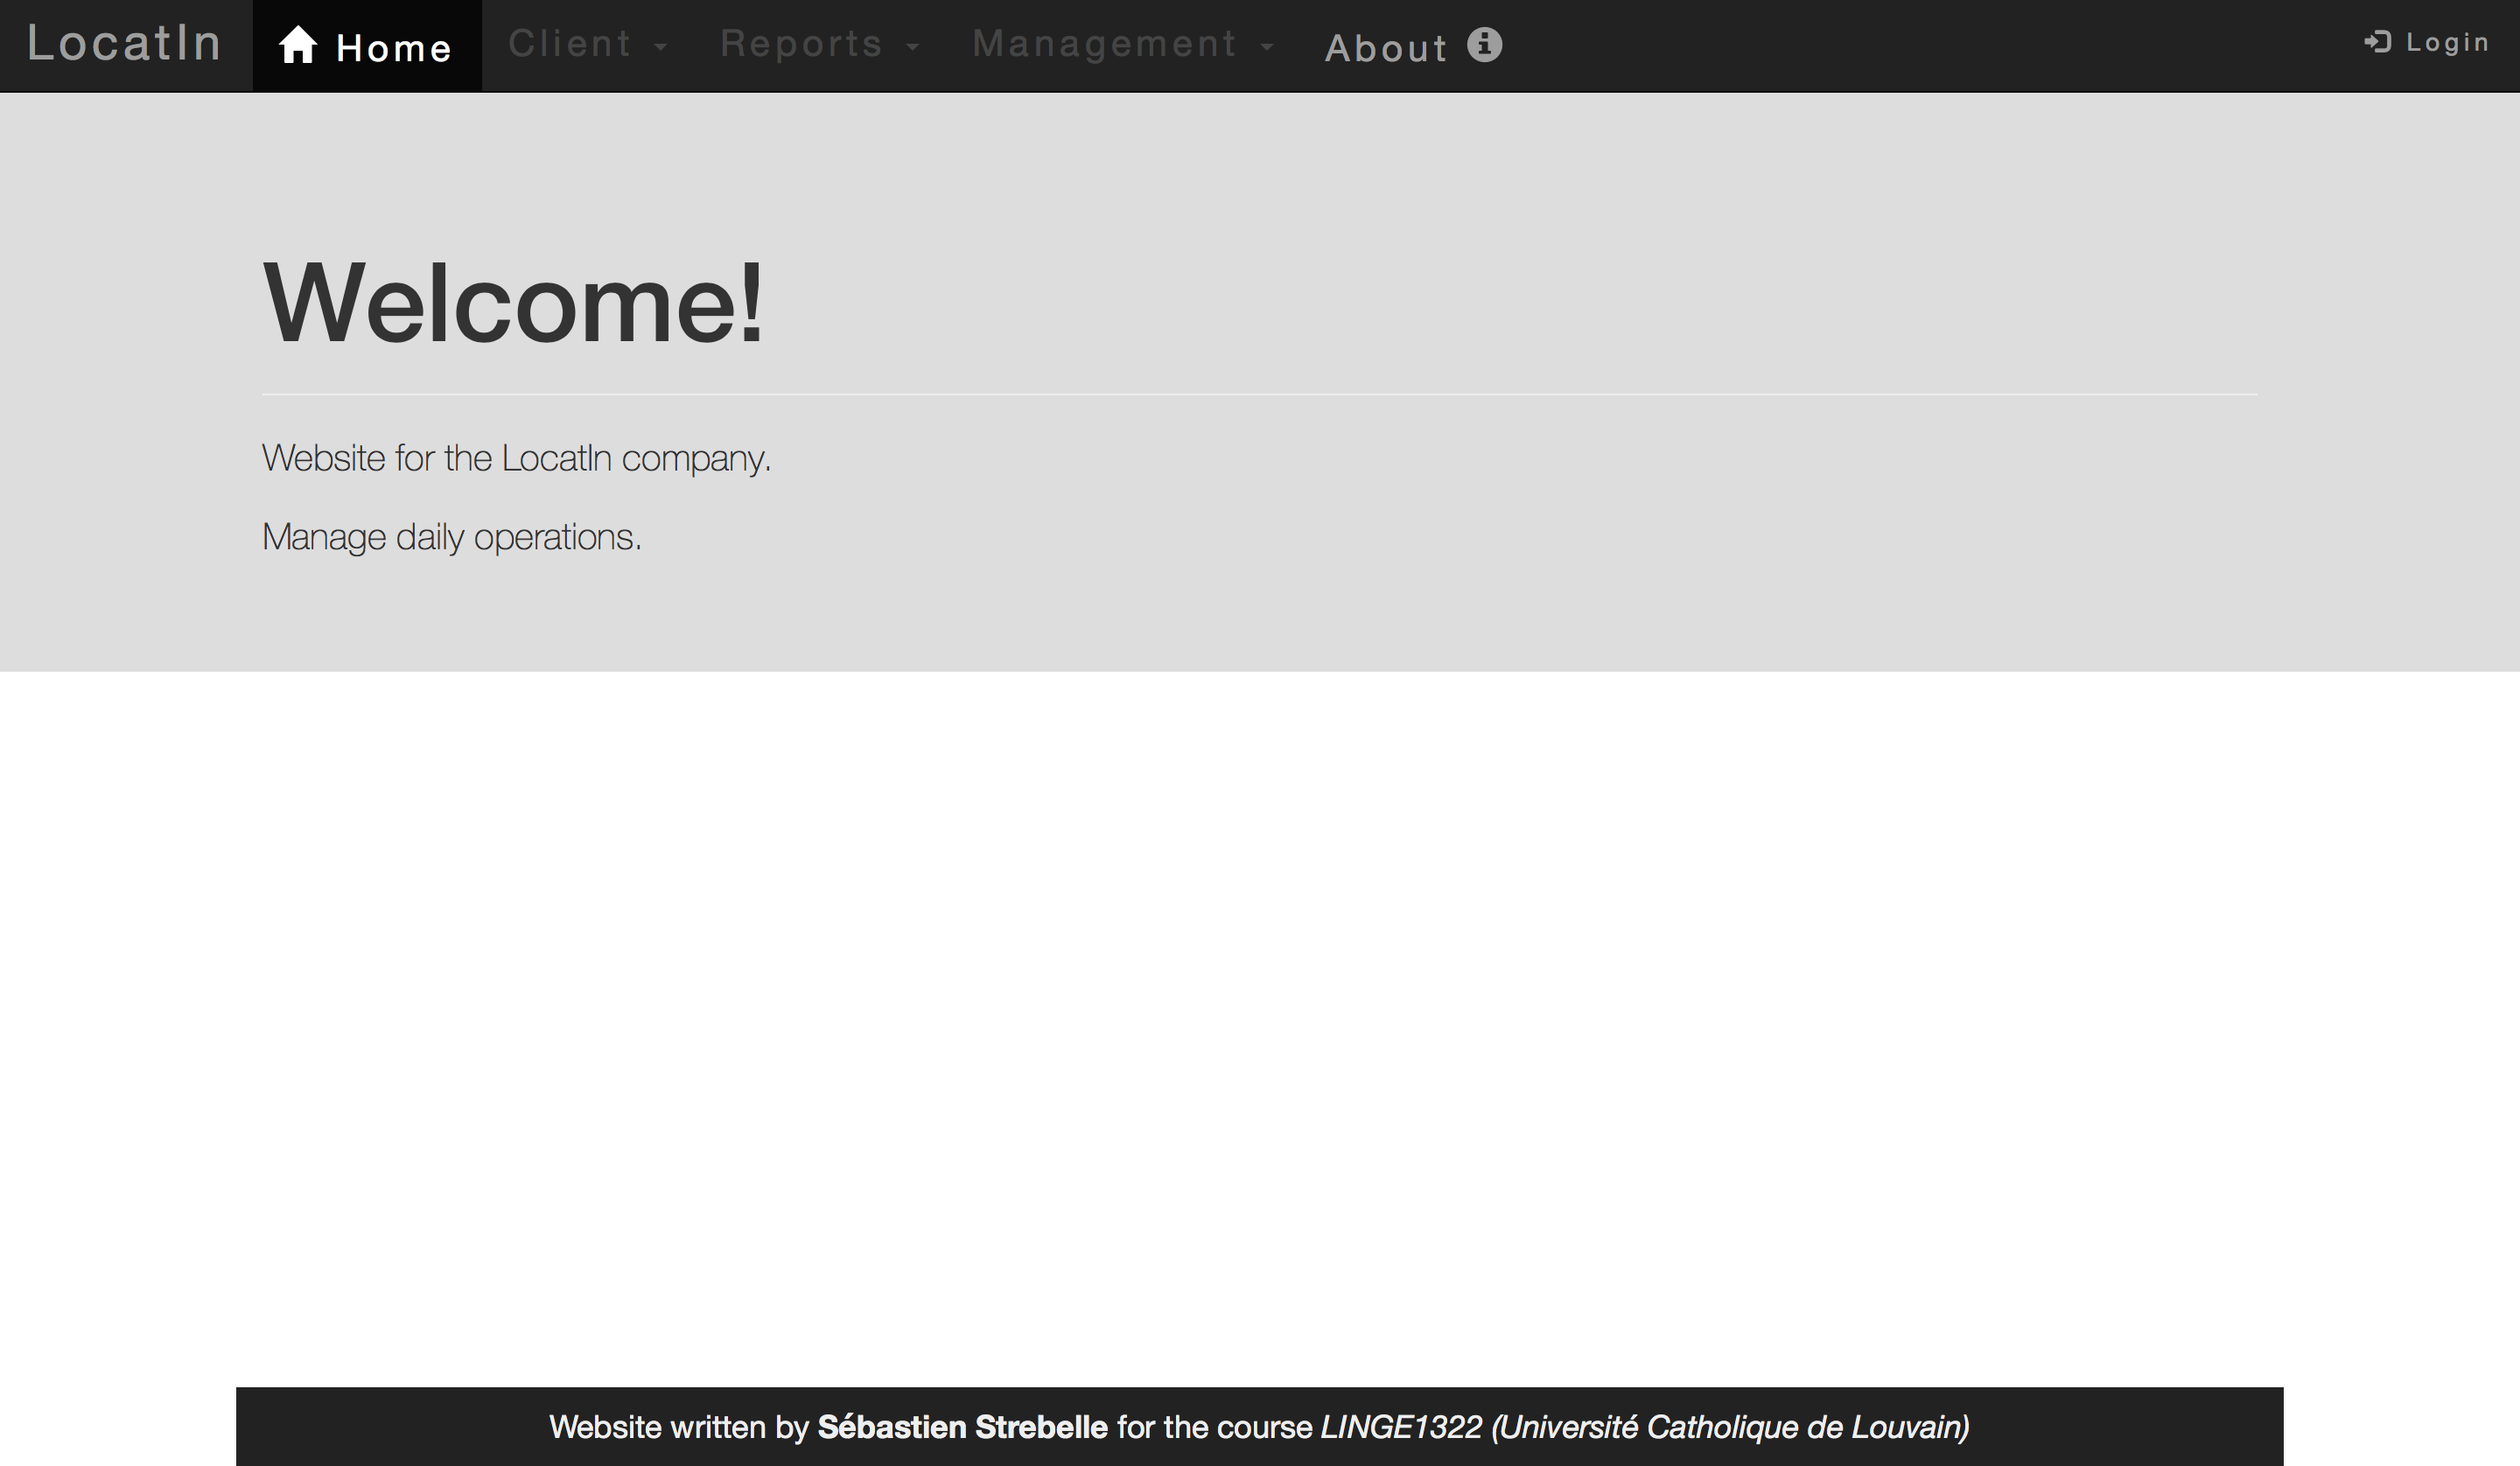 LocatIn Home Client Reports Management About Login
Welcome!
Website for the LocatIn company.
Manage daily operations.
Website written by Sébastien Strebelle for the course LINGE1322 (Université Catholique de Louvain)